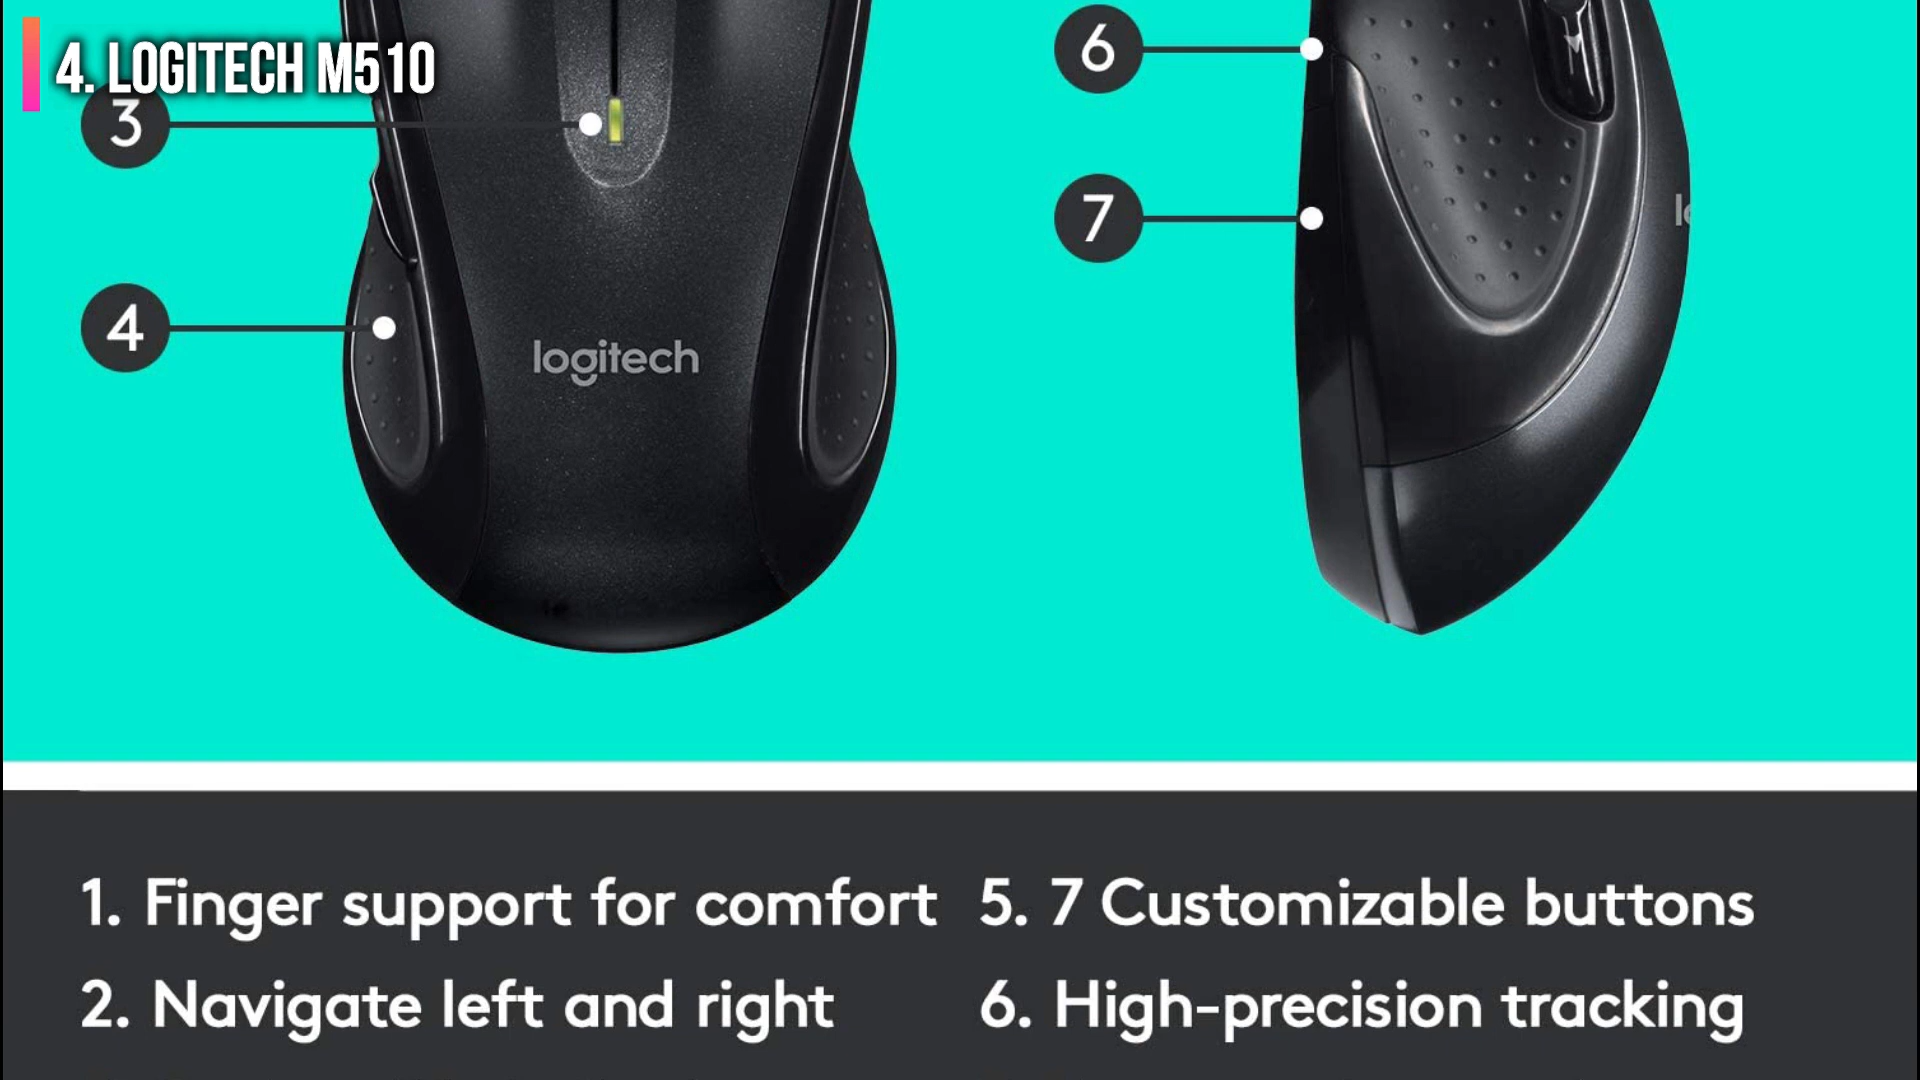 4. LOGITECH M510
3
4
logitech
6
7
1. Finger support for comfort
2. Navigate left and right
5. 7 Customizable buttons
6. High-precision tracking